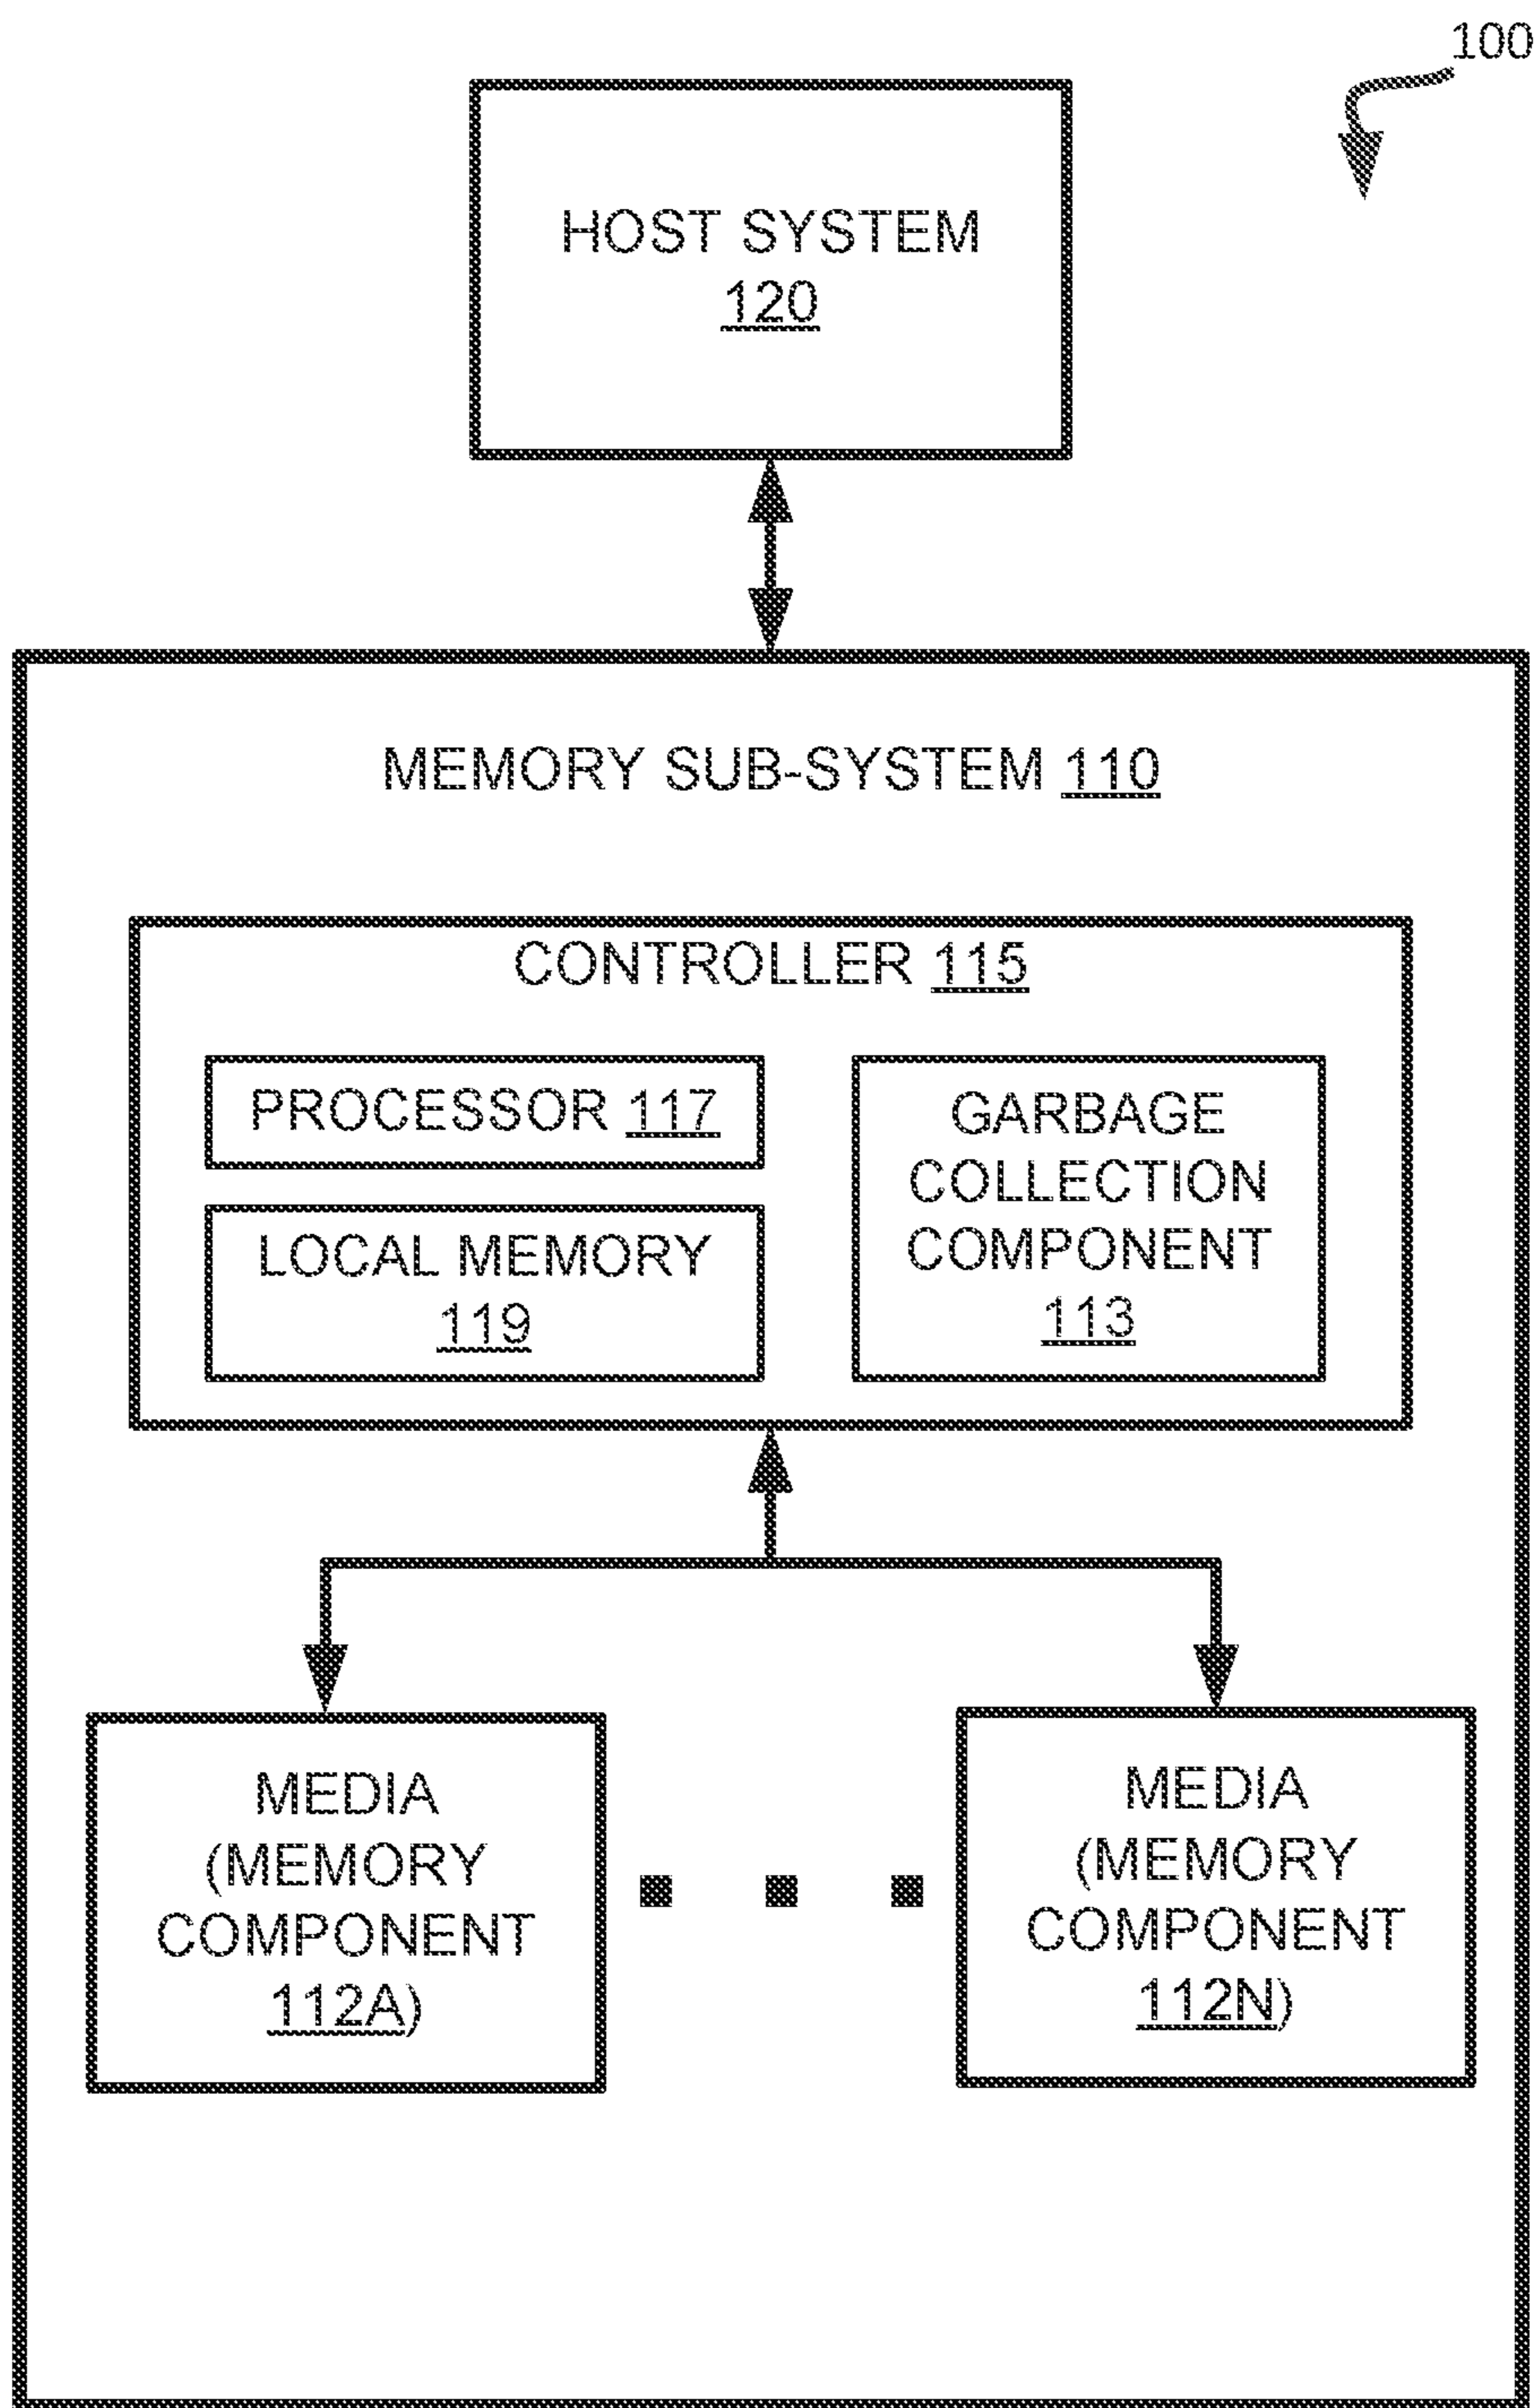 100
HOST SYSTEM
120
MEMORY SUB-SYSTEM 110
CONTROLLER 115
PROCESSOR 117
LOCAL MEMORY
119
GARBAGE
COLLECTION
COMPONENT
113
MEDIA
(MEMORY
COMPONENT
112A)
MEDIA
(MEMORY
COMPONENT
112N)